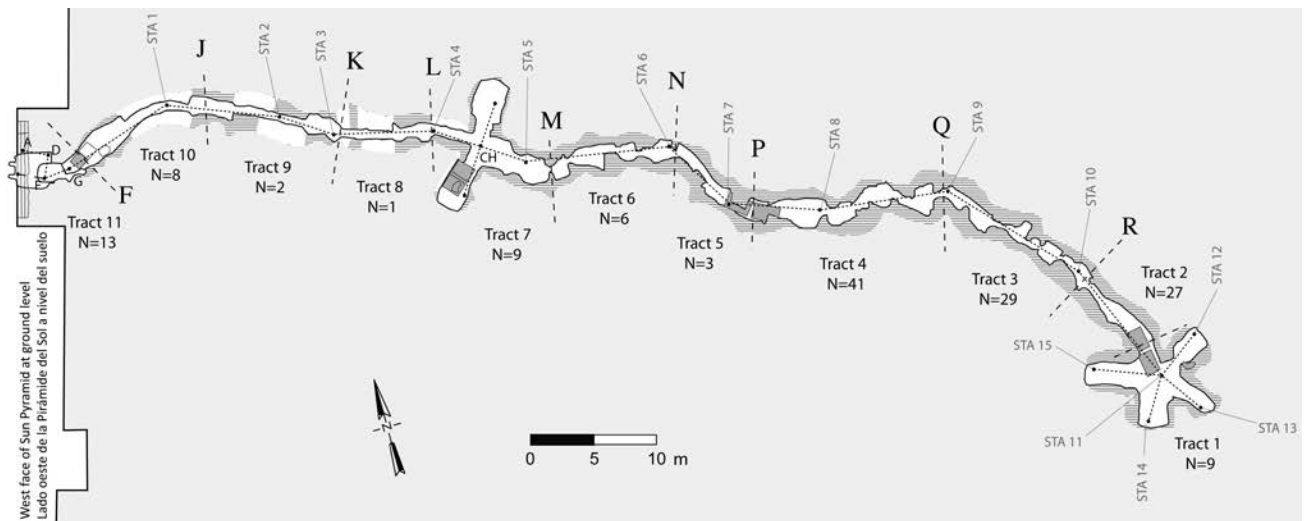 STA 1
J
STA 2
STA 3
K
L
STA 4
STA 5
M
STA 6
N
STA 7
P
STA 8
Q
STA 9
STA 10
R
STA 12
A
D
G
F
CH
Tract 11
N=13
Tract 10
N=8
Tract 9
N=2
Tract 8
N=1
Tract 7
N=9
Tract 6
N=6
Tract 5
N=3
Tract 4
N=41
Tract 3
N=29
Tract 2
N=27
STA 15
STA 11
STA 14
STA 13
Tract 1
N=9
West face of Sun Pyramid at ground level
Lado oeste de la Pirámide del Sol a nivel del suelo
N
0 5 10 m